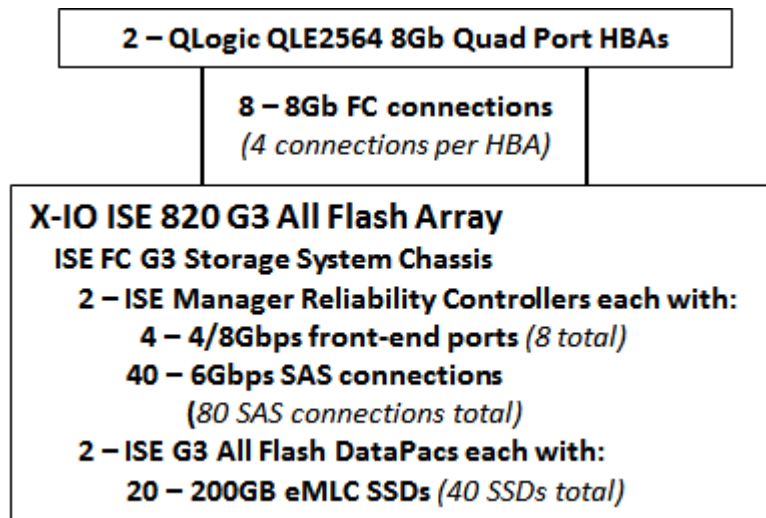 2 – QLogic QLE2564 8Gb Quad Port HBAs
8 – 8Gb FC connections
(4 connections per HBA)
X-IO ISE 820 G3 All Flash Array
ISE FC G3 Storage System Chassis
2 – ISE Manager Reliability Controllers each with:
4 – 4/8Gbps front-end ports (8 total)
40 – 6Gbps SAS connections
(80 SAS connections total)
2 – ISE G3 All Flash DataPacs each with:
20 – 200GB eMLC SSDs (40 SSDs total)